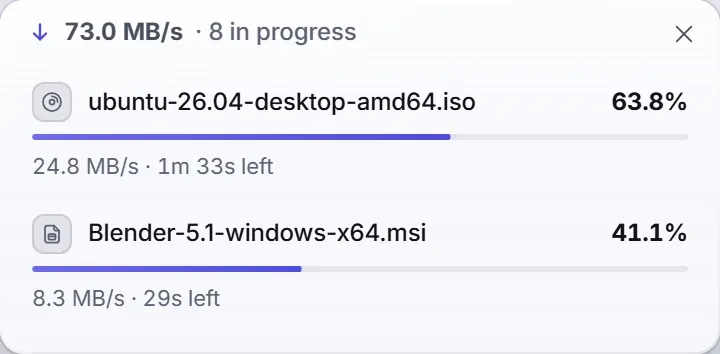 73.0 MB/s · 8 in progress
ubuntu-26.04-desktop-amd64.iso 63.8%
24.8 MB/s · 1m 33s left
Blender-5.1-windows-x64.msi 41.1%
8.3 MB/s · 29s left